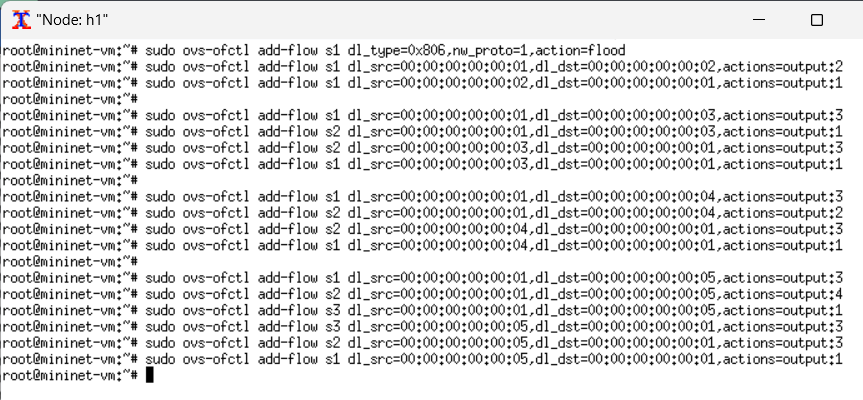 "Node: h1"
root@mininet-vm:~# sudo ovs-ofctl add-flow s1 dl_type=0x806,nw_proto=1,action=flood
root@mininet-vm:~# sudo ovs-ofctl add-flow s1 dl_src=00:00:00:00:00:01,dl_dst=00:00:00:00:00:02,actions=output:2
root@mininet-vm:~# sudo ovs-ofctl add-flow s1 dl_src=00:00:00:00:00:02,dl_dst=00:00:00:00:00:01,actions=output:1
root@mininet-vm:~#
root@mininet-vm:~# sudo ovs-ofctl add-flow s1 dl_src=00:00:00:00:00:01,dl_dst=00:00:00:00:00:03,actions=output:3
root@mininet-vm:~# sudo ovs-ofctl add-flow s2 dl_src=00:00:00:00:00:01,dl_dst=00:00:00:00:00:03,actions=output:1
root@mininet-vm:~# sudo ovs-ofctl add-flow s2 dl_src=00:00:00:00:00:03,dl_dst=00:00:00:00:00:01,actions=output:3
root@mininet-vm:~# sudo ovs-ofctl add-flow s1 dl_src=00:00:00:00:00:03,dl_dst=00:00:00:00:00:01,actions=output:1
root@mininet-vm:~#
root@mininet-vm:~# sudo ovs-ofctl add-flow s1 dl_src=00:00:00:00:00:01,dl_dst=00:00:00:00:00:04,actions=output:3
root@mininet-vm:~# sudo ovs-ofctl add-flow s2 dl_src=00:00:00:00:00:01,dl_dst=00:00:00:00:00:04,actions=output:2
root@mininet-vm:~# sudo ovs-ofctl add-flow s2 dl_src=00:00:00:00:00:04,dl_dst=00:00:00:00:00:01,actions=output:3
root@mininet-vm:~# sudo ovs-ofctl add-flow s1 dl_src=00:00:00:00:00:04,dl_dst=00:00:00:00:00:01,actions=output:1
root@mininet-vm:~#
root@mininet-vm:~# sudo ovs-ofctl add-flow s1 dl_src=00:00:00:00:00:01,dl_dst=00:00:00:00:00:05,actions=output:3
root@mininet-vm:~# sudo ovs-ofctl add-flow s2 dl_src=00:00:00:00:00:01,dl_dst=00:00:00:00:00:05,actions=output:4
root@mininet-vm:~# sudo ovs-ofctl add-flow s3 dl_src=00:00:00:00:00:01,dl_dst=00:00:00:00:00:05,actions=output:1
root@mininet-vm:~# sudo ovs-ofctl add-flow s3 dl_src=00:00:00:00:00:05,dl_dst=00:00:00:00:00:01,actions=output:3
root@mininet-vm:~# sudo ovs-ofctl add-flow s2 dl_src=00:00:00:00:00:05,dl_dst=00:00:00:00:00:01,actions=output:3
root@mininet-vm:~# sudo ovs-ofctl add-flow s1 dl_src=00:00:00:00:00:05,dl_dst=00:00:00:00:00:01,actions=output:1
root@mininet-vm:~#